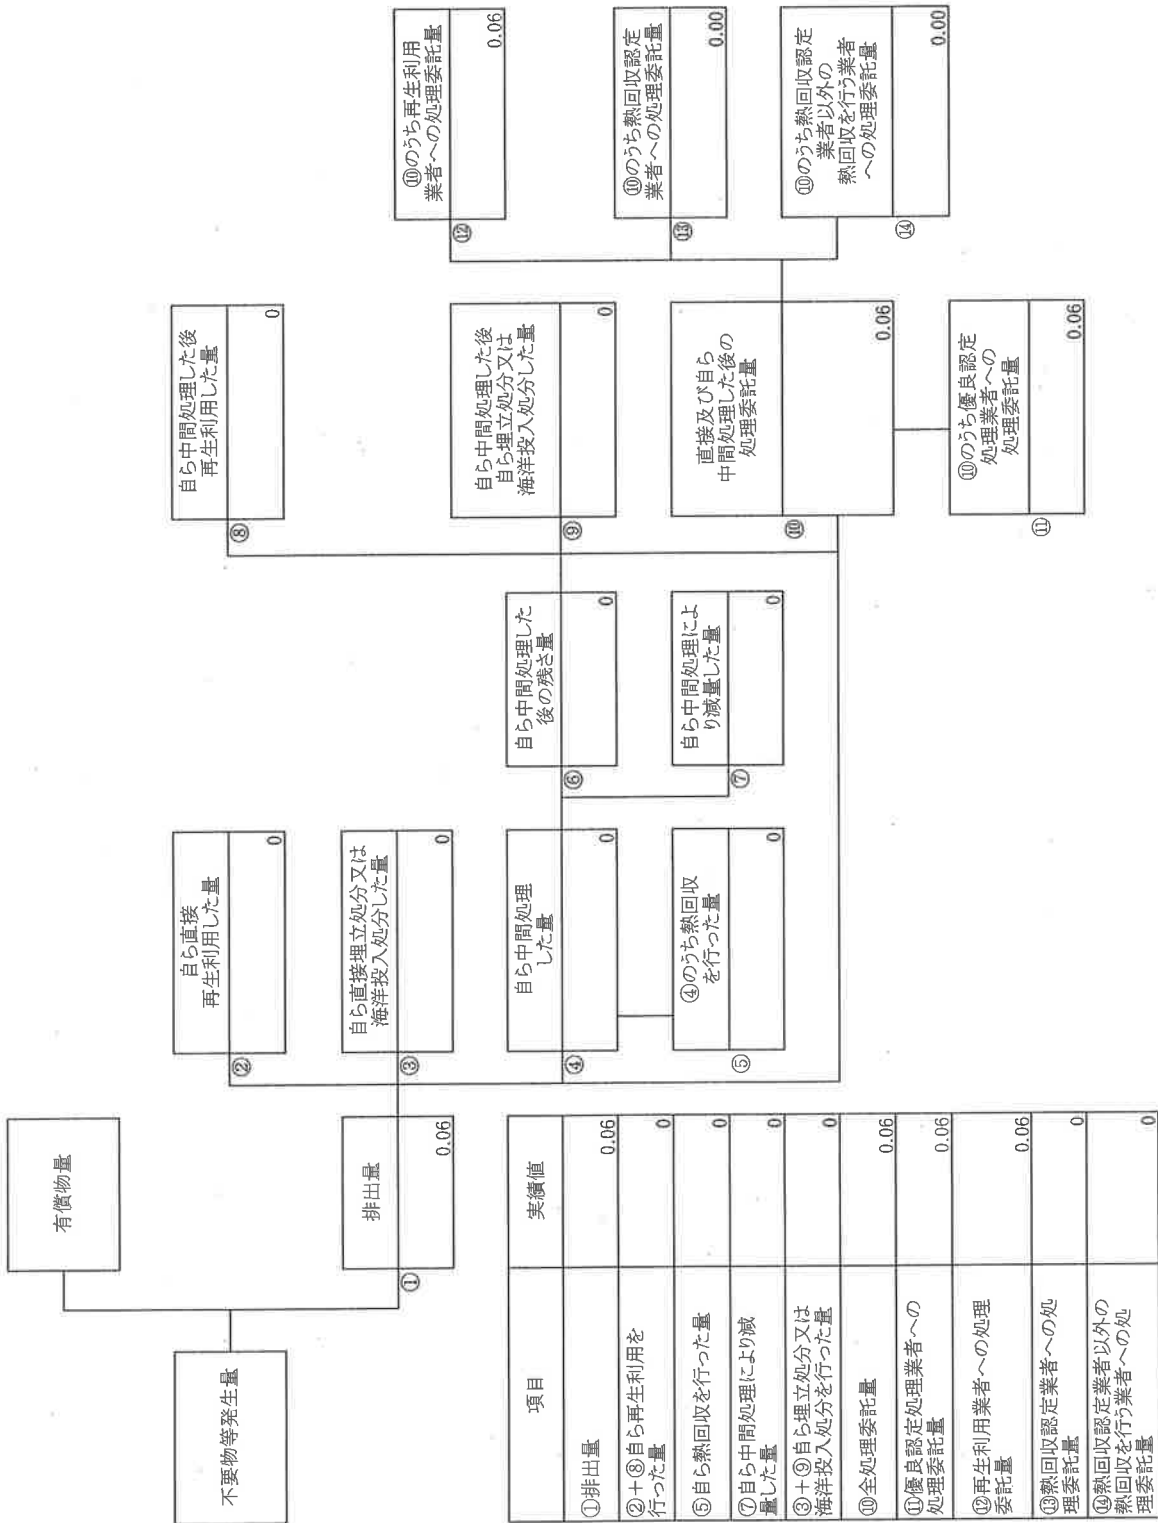 不要物等発生量
有償物量
①
排出量
0.06
②
自ら直接
再生利用した量
0
③
自ら直接埋立処分又は
海洋投入処分した量
0
④
自ら中間処理
した量
0
⑤
④のうち熱回収
を行った量
0
⑥
自ら中間処理した
後の残さ量
0
⑦
自ら中間処理によ
り減量した量
0
⑧
自ら中間処理した後
再生利用した量
0
⑨
自ら中間処理した後
自ら埋立処分又は
海洋投入処分した量
0
⑩
直接及び自ら
中間処理した後の
処理委託量
0.06
⑪
⑩のうち優良認定
処理業者への
処理委託量
0.06
⑫
⑩のうち再生利用
業者への処理委託量
0.06
⑬
⑩のうち熱回収認定
業者への処理委託量
0.00
⑭
⑩のうち熱回収認定
業者以外の
熱回収を行う業者
への処理委託量
0.00
項目
実績値
①排出量
0.06
②+⑧自ら再生利用を
行った量
0
⑤自ら熱回収を行った量
0
⑦自ら中間処理により減
量した量
0
③+⑨自ら埋立処分又は
海洋投入処分を行った量
0
⑩全処理委託量
0.06
⑪優良認定処理業者への
処理委託量
0.06
⑫再生利用業者への処理
委託量
0.06
⑬熱回収認定業者への処
理委託量
0
⑭熱回収認定業者以外の
熱回収を行う業者への処
理委託量
0